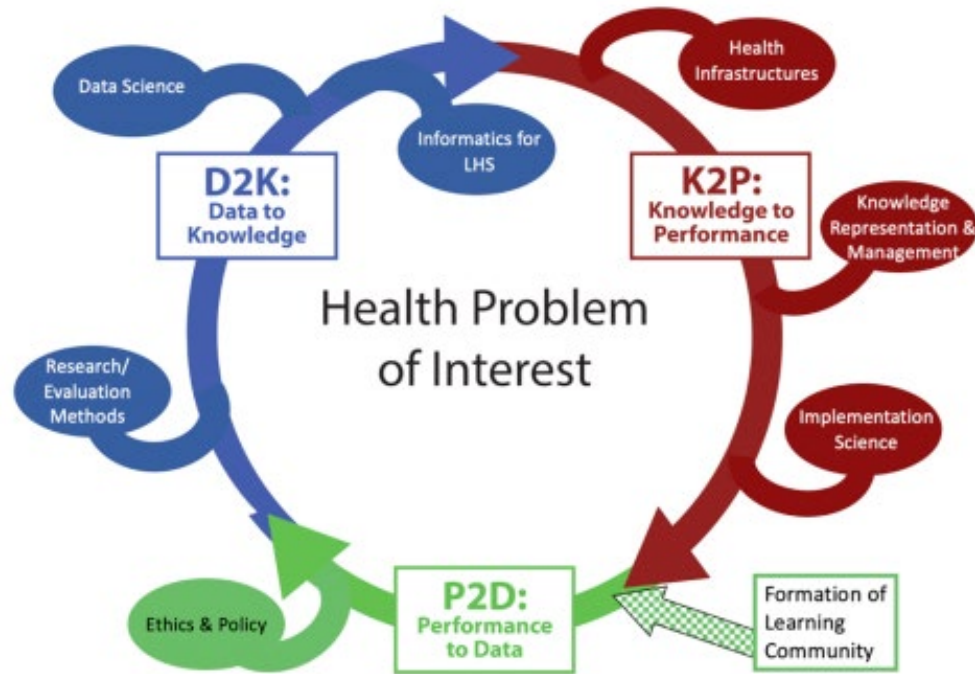 Data Science
Informatics for
LHS
Health
Infrastructures
D2K:
Data to
Knowledge
K2P:
Knowledge to
Performance
Knowledge
Representation &
Management
Health Problem
of Interest
Research/
Evaluation
Methods
Implementation
Science
Ethics & Policy
P2D:
Performance
to Data
Formation of
Learning
Community